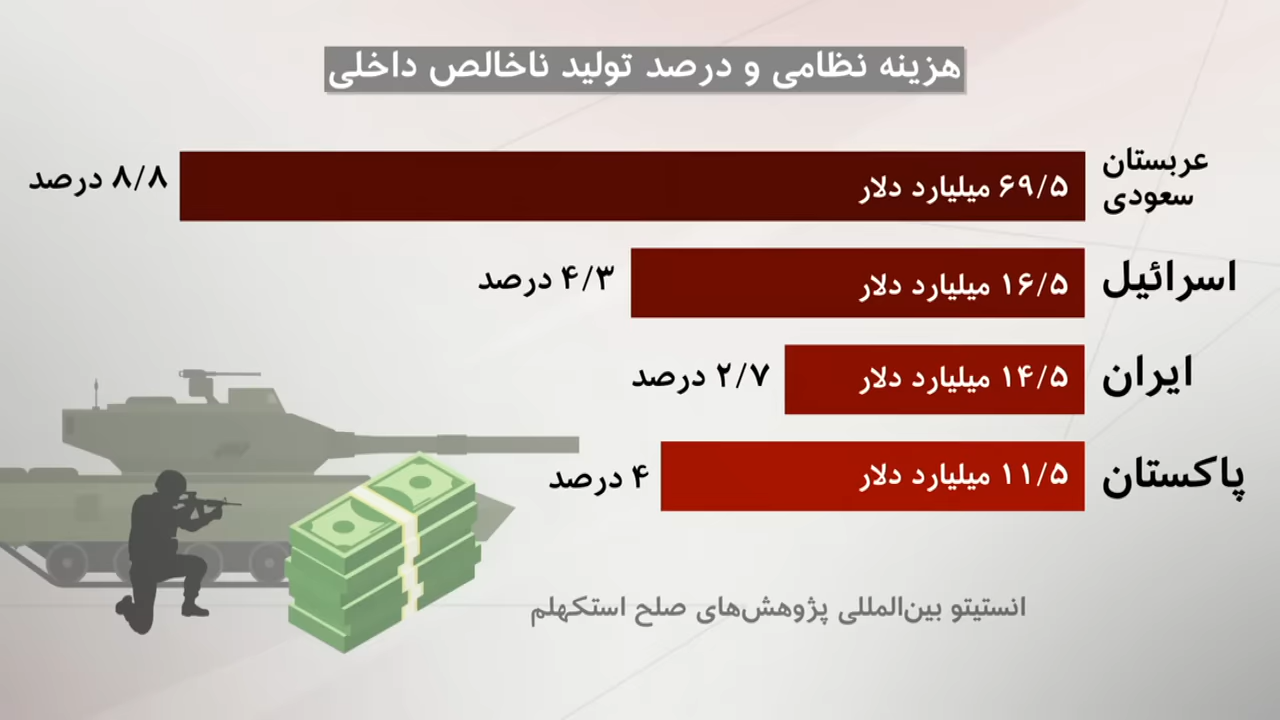 هزینه نظامی و درصد تولید ناخالص داخلی
عربستان
سعودی
۶۹/۵ میلیارد دلار
۸/۸ درصد
اسرائیل
۱۶/۵ میلیارد دلار
۴/۳ درصد
ایران
۱۴/۵ میلیارد دلار
۲/۷ درصد
پاکستان
۱۱/۵ میلیارد دلار
۴ درصد
انستیتو بین‌المللی پژوهش‌های صلح استکهلم